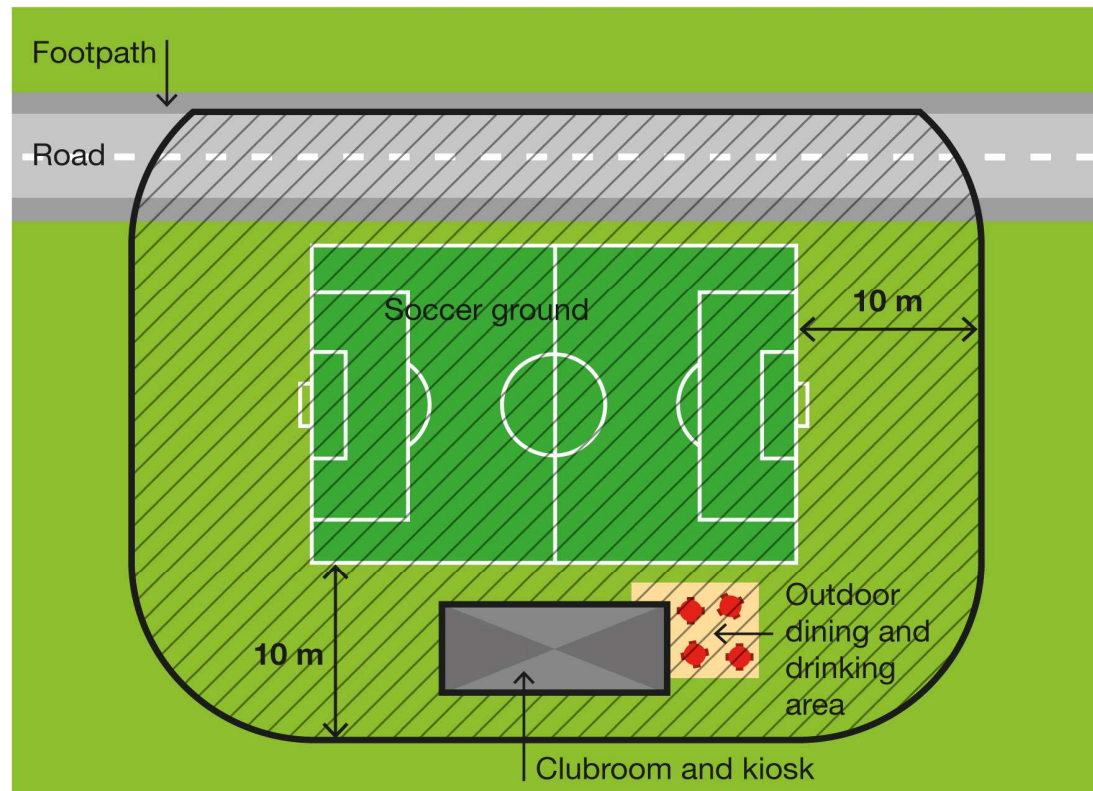 Footpath
Road
Soccer ground
10 m
10 m
Outdoor
dining and
drinking
area
Clubroom and kiosk